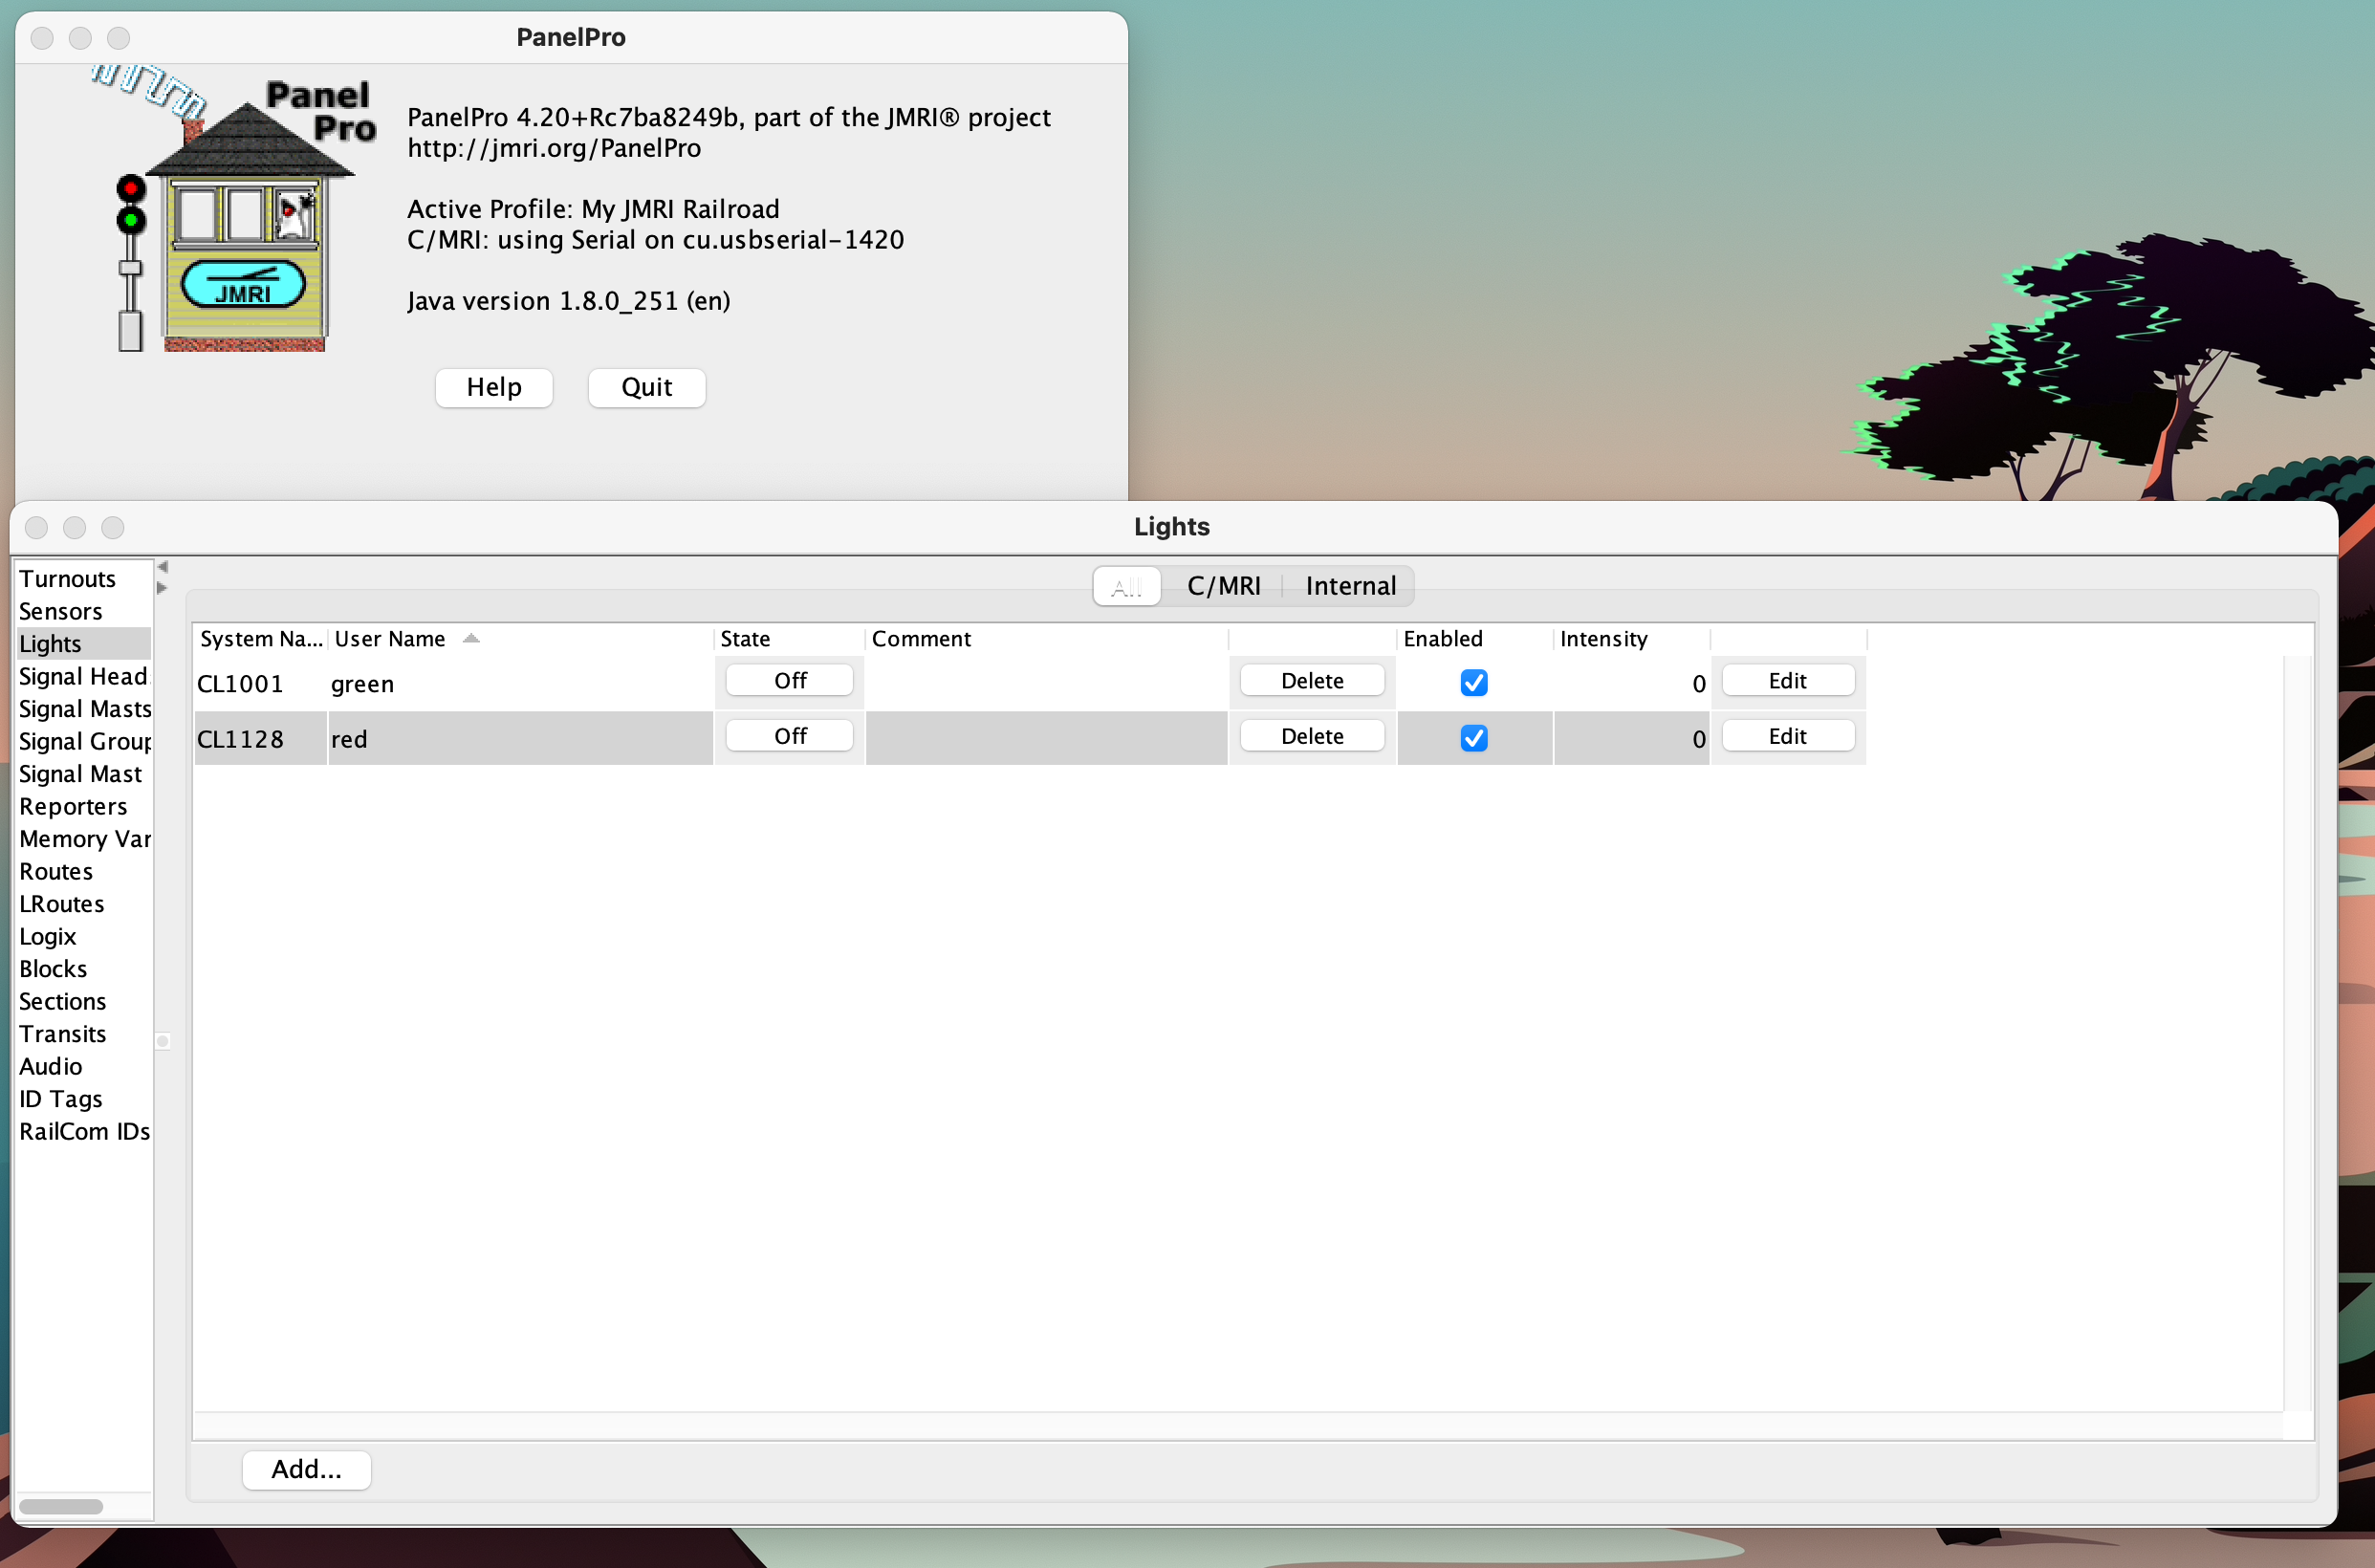 PanelPro
Panel
Pro
PanelPro 4.20+Rc7ba8249b, part of the JMRI® project
http://jmri.org/PanelPro
Active Profile: My JMRI Railroad
C/MRI: using Serial on cu.usbserial-1420
Java version 1.8.0_251 (en)
JMRI
Help Quit
Lights
Turnouts
Sensors
Lights
Signal Head
Signal Masts
Signal Group
Signal Mast
Reporters
Memory Var
Routes
LRoutes
Logix
Blocks
Sections
Transits
Audio
ID Tags
RailCom IDs
All C/MRI Internal
System Na... User Name State Comment Enabled Intensity
CL1001 green Off Delete 0 Edit
CL1128 red Off Delete 0 Edit
Add...